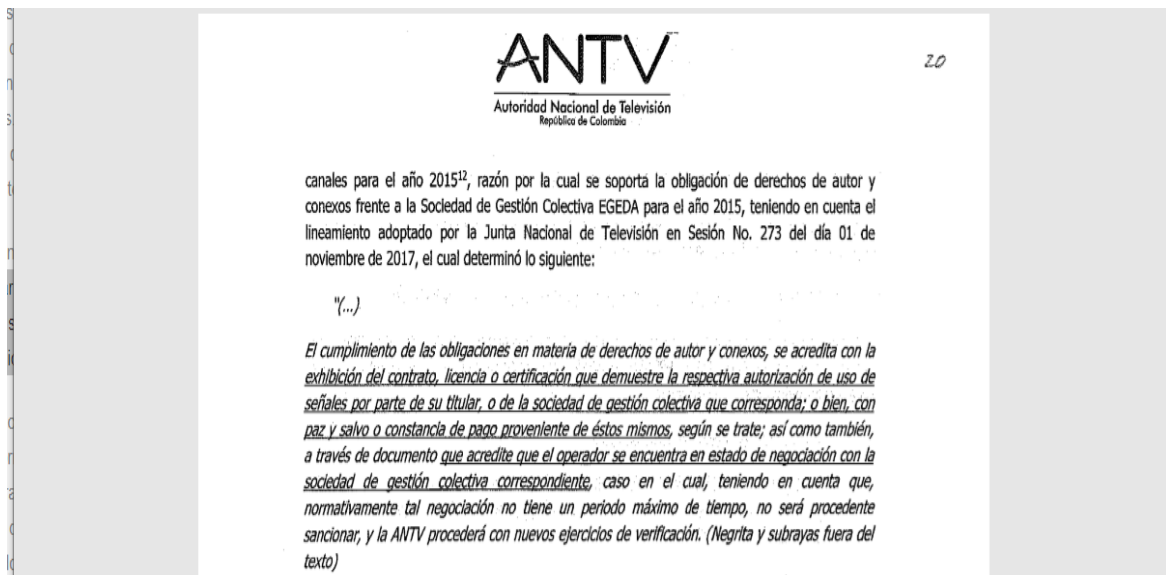 ANTV
20
Autoridad Nacional de Televisión
República de Colombia
canales para el año 2015¹², razón por la cual se soporta la obligación de derechos de autor y
conexos frente a la Sociedad de Gestión Colectiva EGEDA para el año 2015, teniendo en cuenta el
lineamiento adoptado por la Junta Nacional de Televisión en Sesión No. 273 del día 01 de
noviembre de 2017, el cual determinó lo siguiente:
"(...)
El cumplimiento de las obligaciones en materia de derechos de autor y conexos, se acredita con la
exhibición del contrato, licencia o certificación que demuestre la respectiva autorización de uso de
señales por parte de su titular, o de la sociedad de gestión colectiva que corresponda; o bien, con
paz y salvo o constancia de pago proveniente de éstos mismos, según se trate; así como también,
a través de documento que acredite que el operador se encuentra en estado de negociación con la
sociedad de gestión colectiva correspondiente, caso en el cual, teniendo en cuenta que,
normativamente tal negociación no tiene un periodo máximo de tiempo, no será procedente
sancionar, y la ANTV procederá con nuevos ejercicios de verificación. (Negrita y subrayas fuera del
texto)